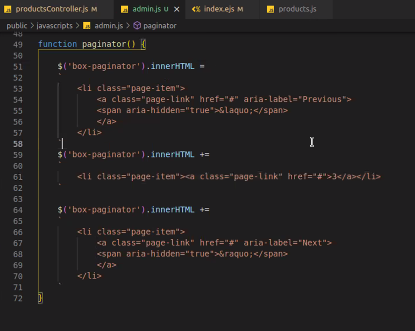 productsController.js M
admin.js U ×
index.ejs M
products.js
public > javascripts > admin.js > paginator
48
49 function paginator() {
50
51 $('box-paginator').innerHTML =
52 `
53 <li class="page-item">
54 <a class="page-link" href="#" aria-label="Previous">
55 <span aria-hidden="true">&laquo;</span>
56 </a>
57 </li>
58 `
59 $('box-paginator').innerHTML +=
60 `
61 <li class="page-item"><a class="page-link" href="#">3</a></li>
62 `
63
64 $('box-paginator').innerHTML +=
65 `
66 <li class="page-item">
67 <a class="page-link" href="#" aria-label="Next">
68 <span aria-hidden="true">&raquo;</span>
69 </a>
70 </li>
71 `
72 }